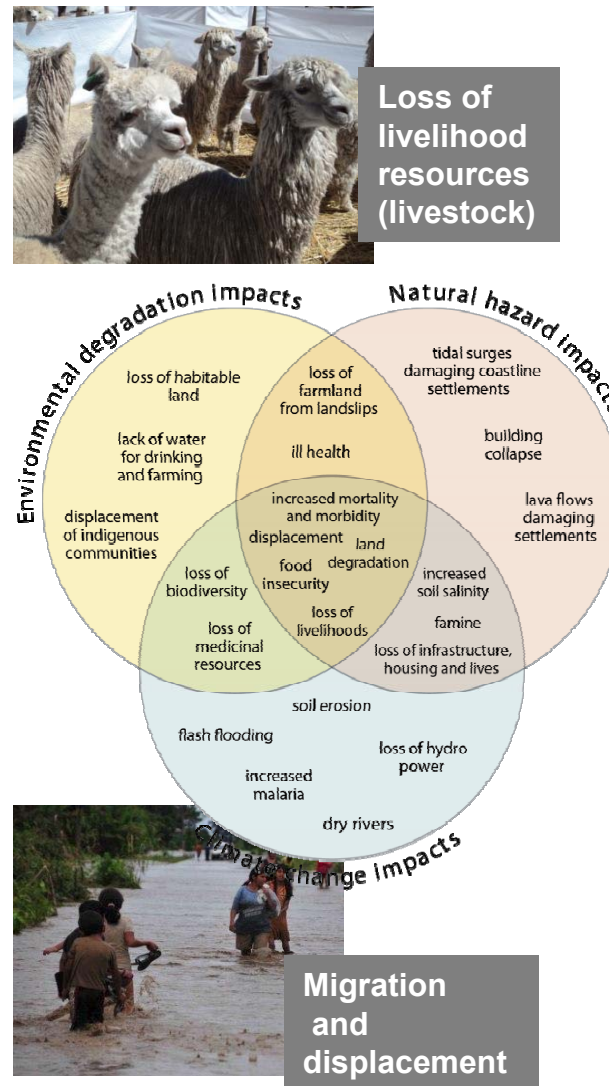 Loss of
livelihood
resources
(livestock)
Environmental degradation impacts
Natural hazard impacts
loss of habitable
land
lack of water
for drinking
and farming
displacement
of indigenous
communities
loss of
farmland
from landslips
ill health
tidal surges
damaging coastline
settlements
building
collapse
lava flows
damaging
settlements
increased mortality
and morbidity
displacement
land
degradation
food
insecurity
loss of
livelihoods
loss of
biodiversity
loss of
medicinal
resources
increased
soil salinity
famine
loss of infrastructure,
housing and lives
soil erosion
flash flooding
loss of hydro
power
increased
malaria
dry rivers
Climate change impacts
Migration
and
displacement